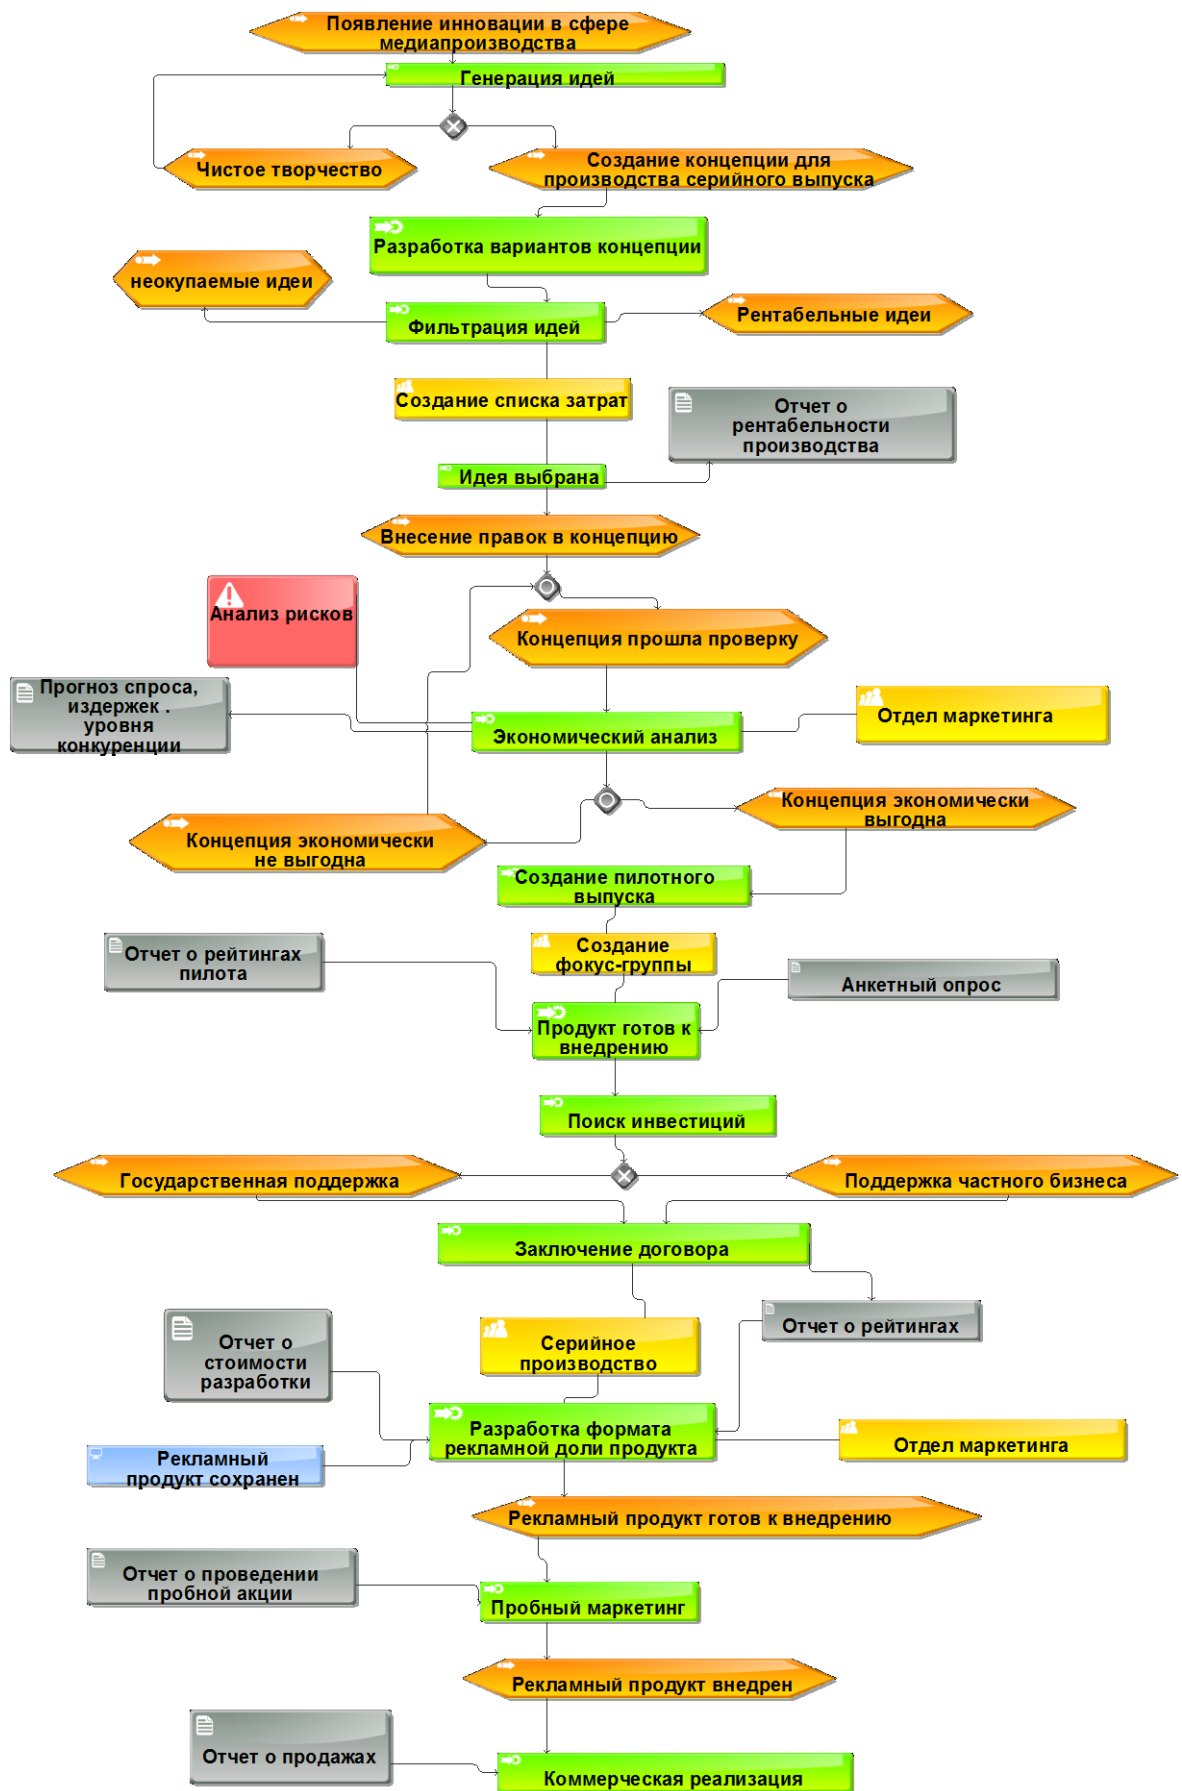 Появление инновации в сфере
медиапроизводства
Генерация идей
Чистое творчество
Создание концепции для
производства серийного выпуска
Разработка вариантов концепции
неокупаемые идеи
Фильтрация идей
Рентабельные идеи
Создание списка затрат
Отчет о
рентабельности
производства
Идея выбрана
Внесение правок в концепцию
Анализ рисков
Концепция прошла проверку
Прогноз спроса,
издержек .
уровня
конкуренции
Отдел маркетинга
Экономический анализ
Концепция экономически
выгодна
Концепция экономически
не выгодна
Создание пилотного
выпуска
Отчет о рейтингах
пилота
Создание
фокус-группы
Анкетный опрос
Продукт готов к
внедрению
Поиск инвестиций
Государственная поддержка
Поддержка частного бизнеса
Заключение договора
Отчет о рейтингах
Отчет о
стоимости
разработки
Серийное
производство
Разработка формата
рекламной доли продукта
Отдел маркетинга
Рекламный
продукт сохранен
Рекламный продукт готов к внедрению
Отчет о проведении
пробной акции
Пробный маркетинг
Рекламный продукт внедрен
Отчет о продажах
Коммерческая реализация